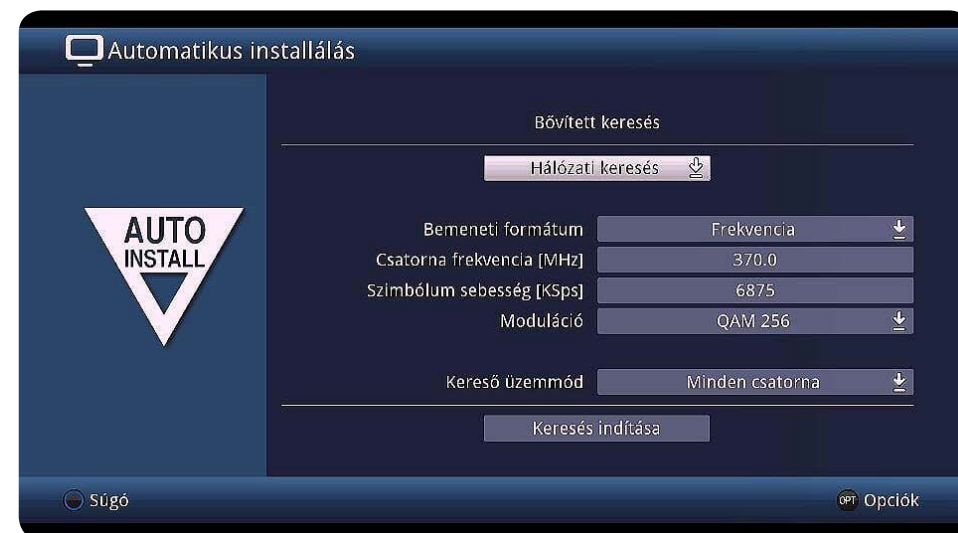 Automatikus installálás
Bővített keresés
Hálózati keresés
AUTO
INSTALL
Bemeneti formátum Frekvencia
Csatorna frekvencia [MHz] 370.0
Szimbólum sebesség [KSps] 6875
Moduláció QAM 256
Kereső üzemmód Minden csatorna
Keresés indítása
Súgó OPT Opciók